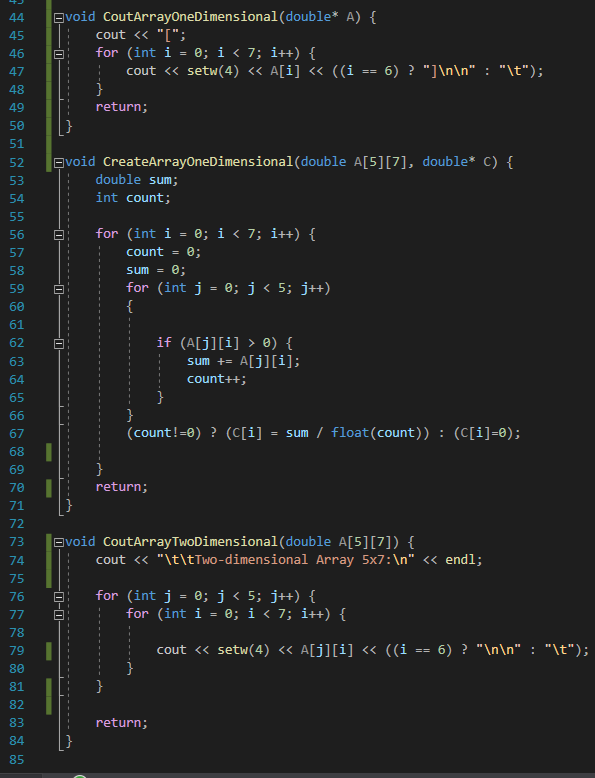 44 void CoutArrayOneDimensional(double* A) {
45 cout << "[";
46 for (int i = 0; i < 7; i++) {
47 cout << setw(4) << A[i] << ((i == 6) ? "]\n\n" : "\t");
48 }
49 return;
50 }
51
52 void CreateArrayOneDimensional(double A[5][7], double* C) {
53 double sum;
54 int count;
55
56 for (int i = 0; i < 7; i++) {
57 count = 0;
58 sum = 0;
59 for (int j = 0; j < 5; j++)
60 {
61
62 if (A[j][i] > 0) {
63 sum += A[j][i];
64 count++;
65 }
66 }
67 (count!=0) ? (C[i] = sum / float(count)) : (C[i]=0);
68
69 }
70 return;
71 }
72
73 void CoutArrayTwoDimensional(double A[5][7]) {
74 cout << "\t\tTwo-dimensional Array 5x7:\n" << endl;
75
76 for (int j = 0; j < 5; j++) {
77 for (int i = 0; i < 7; i++) {
78
79 cout << setw(4) << A[j][i] << ((i == 6) ? "\n\n" : "\t");
80 }
81 }
82
83 return;
84 }
85